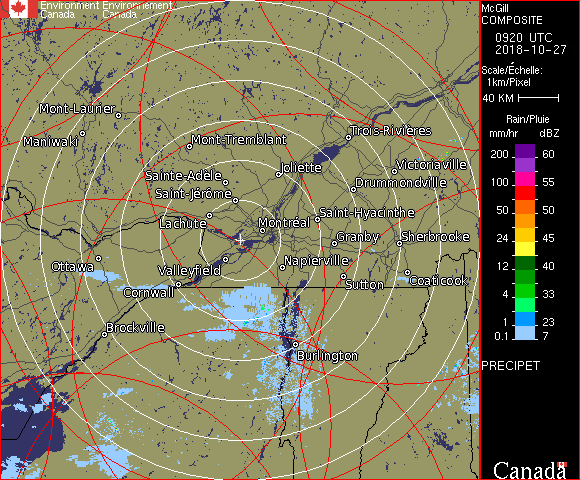 Environment Environnement
Canada Canada
McGill
COMPOSITE
0920 UTC
2018-10-27
Scale/Échelle:
1km/Pixel
40 KM
Rain/Pluie
mm/hr dBZ
200 60
100 55
50 50
24 45
12 40
4 33
1 23
0.1 7
PRECIPET
Canada
Mont-Laurier
Maniwaki
Mont-Tremblant
Trois-Rivières
Sainte-Adèle
Joliette
Victoriaville
Saint-Jérôme
Drummondville
Lachute
Montréal
Saint-Hyacinthe
Granby
Sherbrooke
Ottawa
Valleyfield
Napierville
Cornwall
Sutton
Coaticook
Brockville
Burlington